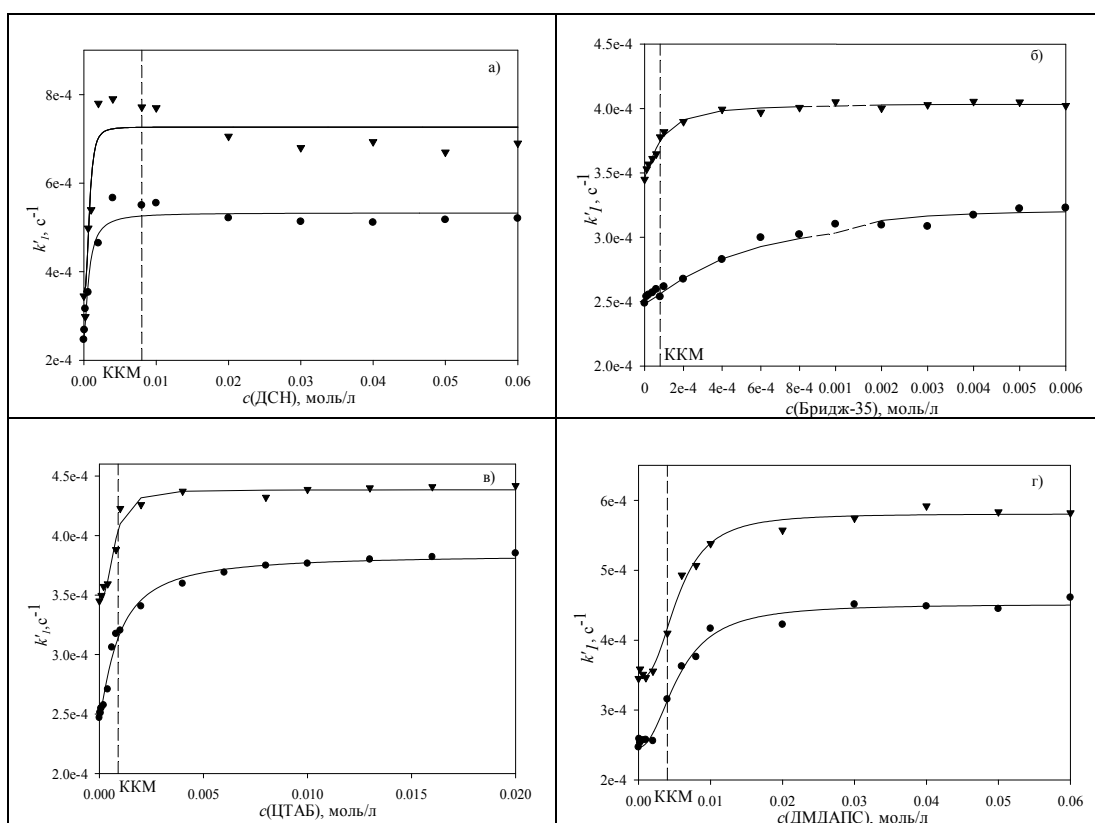 а)
8e-4
6e-4
4e-4
2e-4
k'₁, с⁻¹
ККМ
0.00 0.01 0.02 0.03 0.04 0.05 0.06
c(ДСН), моль/л
б)
4.5e-4
4.0e-4
3.5e-4
3.0e-4
2.5e-4
2.0e-4
k'₁, с⁻¹
ККМ
0 2e-4 4e-4 6e-4 8e-4 0.001 0.002 0.003 0.004 0.005 0.006
c(Бридж-35), моль/л
в)
4.5e-4
4.0e-4
3.5e-4
3.0e-4
2.5e-4
2.0e-4
k'₁,с⁻¹
ККМ
0.000 0.005 0.010 0.015 0.020
c(ЦТАБ), моль/л
г)
6e-4
5e-4
4e-4
3e-4
2e-4
k'₁, с⁻¹
0.00 ККМ 0.01 0.02 0.03 0.04 0.05 0.06
c(ДМДАПС), моль/л